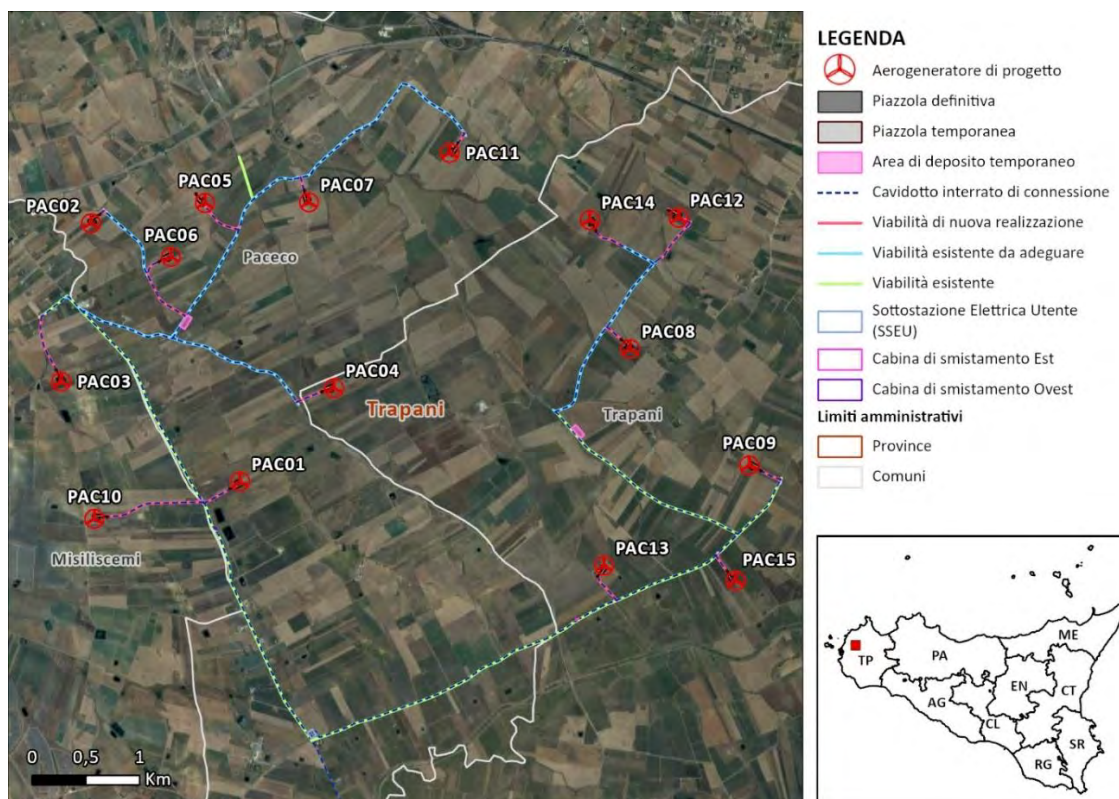 PAC11
PAC05
PAC07
PAC02
PAC14
PAC12
PAC06
Paceco
PAC08
PAC03
PAC04
Trapani
Trapani
PAC09
PAC01
PAC10
Misiliscemi
PAC13
PAC15
0 0,5 1
Km
LEGENDA
Aerogeneratore di progetto
Piazzola definitiva
Piazzola temporanea
Area di deposito temporaneo
Cavidotto interrato di connessione
Viabilità di nuova realizzazione
Viabilità esistente da adeguare
Viabilità esistente
Sottostazione Elettrica Utente
(SSEU)
Cabina di smistamento Est
Cabina di smistamento Ovest
Limiti amministrativi
Province
Comuni
ME
PA
TP
EN
CT
AG
CL
SR
RG